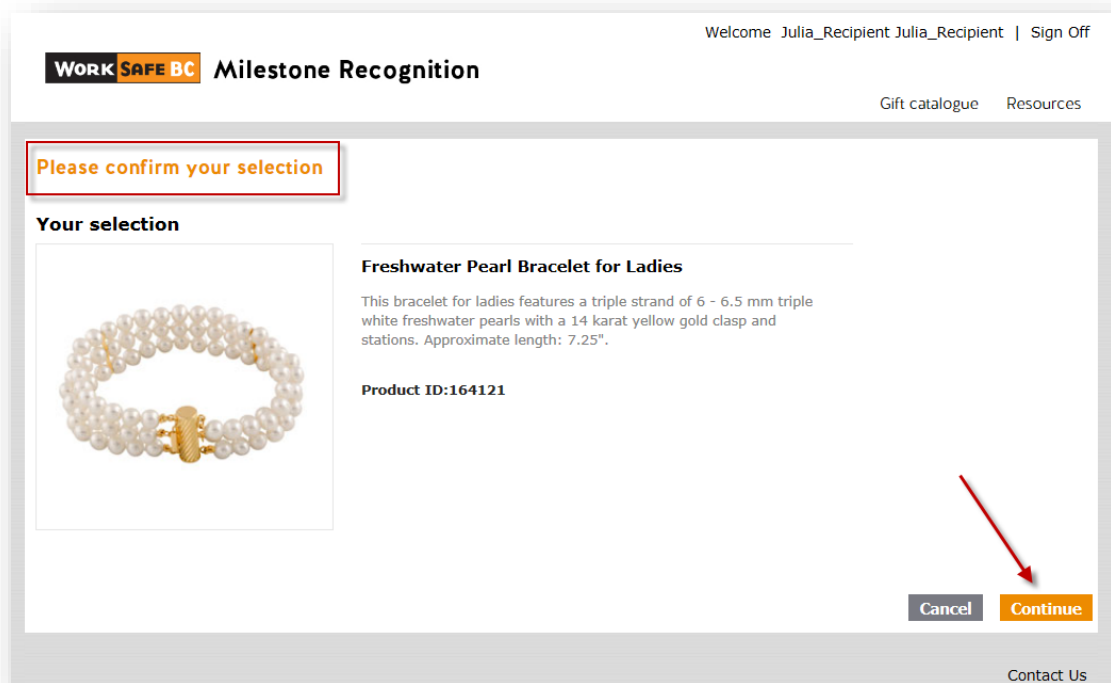 Welcome Julia_Recipient Julia_Recipient | Sign Off
WORK SAFE BC Milestone Recognition
Gift catalogue Resources
Please confirm your selection
Your selection
Freshwater Pearl Bracelet for Ladies
This bracelet for ladies features a triple strand of 6 - 6.5 mm triple
white freshwater pearls with a 14 karat yellow gold clasp and
stations. Approximate length: 7.25".
Product ID:164121
Cancel Continue
Contact Us